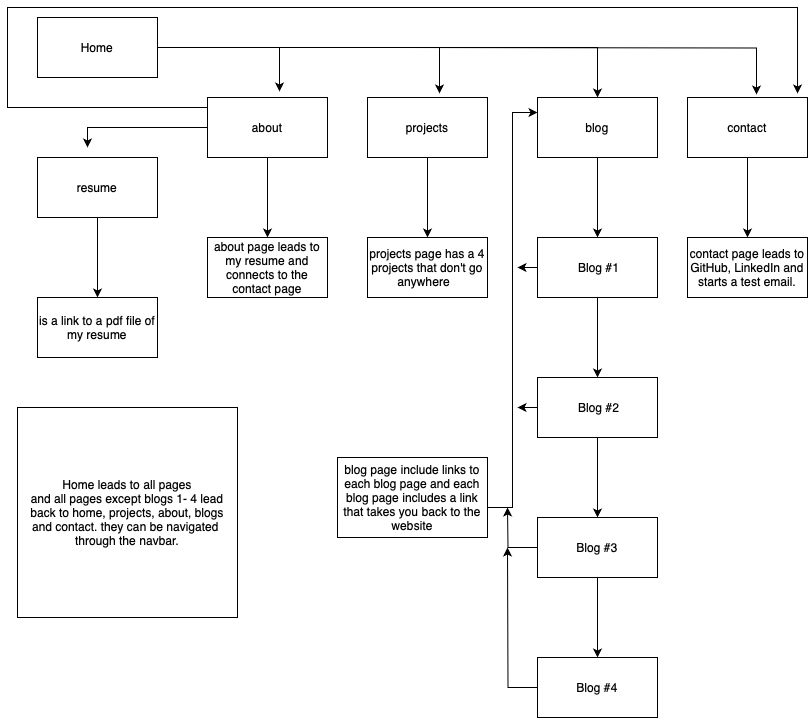 Home
about
projects
blog
contact
resume
about page leads to
my resume and
connects to the
contact page
projects page has a 4
projects that don't go
anywhere
Blog #1
contact page leads to
GitHub, LinkedIn and
starts a test email.
is a link to a pdf file of
my resume
Blog #2
Home leads to all pages
and all pages except blogs 1- 4 lead
back to home, projects, about, blogs
and contact. they can be navigated
through the navbar.
blog page include links to
each blog page and each
blog page includes a link
that takes you back to the
website
Blog #3
Blog #4